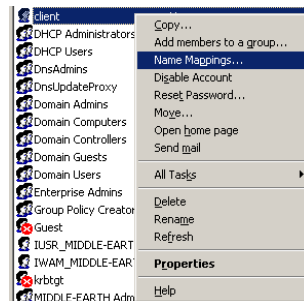 client
DHCP Administrators
DHCP Users
DnsAdmins
DnsUpdateProxy
Domain Admins
Domain Computers
Domain Controllers
Domain Guests
Domain Users
Enterprise Admins
Group Policy Creator
Guest
IUSR_MIDDLE-EAR
IWAM_MIDDLE-EAR
krbtgt
MIDDLE-EARTH Adm
Copy...
Add members to a group...
Name Mappings...
Disable Account
Reset Password...
Move...
Open home page
Send mail
All Tasks
Delete
Rename
Refresh
Properties
Help